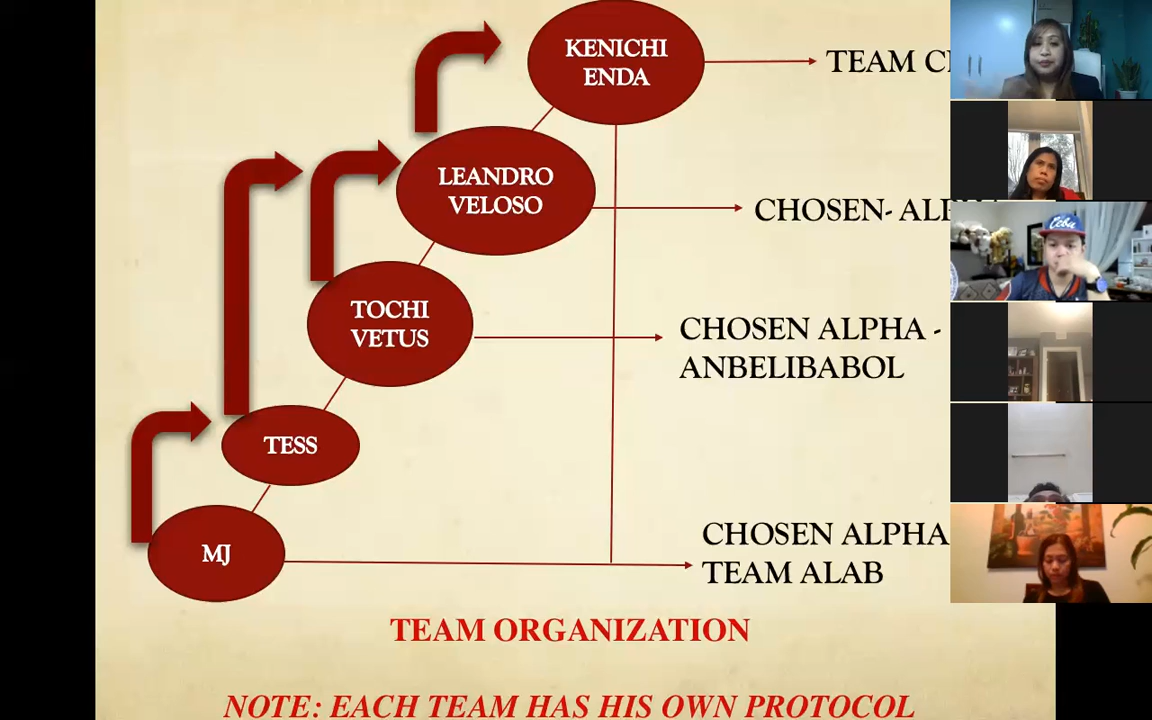 KENICHI
ENDA
TEAM
LEANDRO
VELOSO
CHOSEN-
TOCHI
VETUS
CHOSEN ALPHA -
ANBELIBABOL
TESS
MJ
CHOSEN ALPHA
TEAM ALAB
TEAM ORGANIZATION
NOTE: EACH TEAM HAS HIS OWN PROTOCOL
Cebu